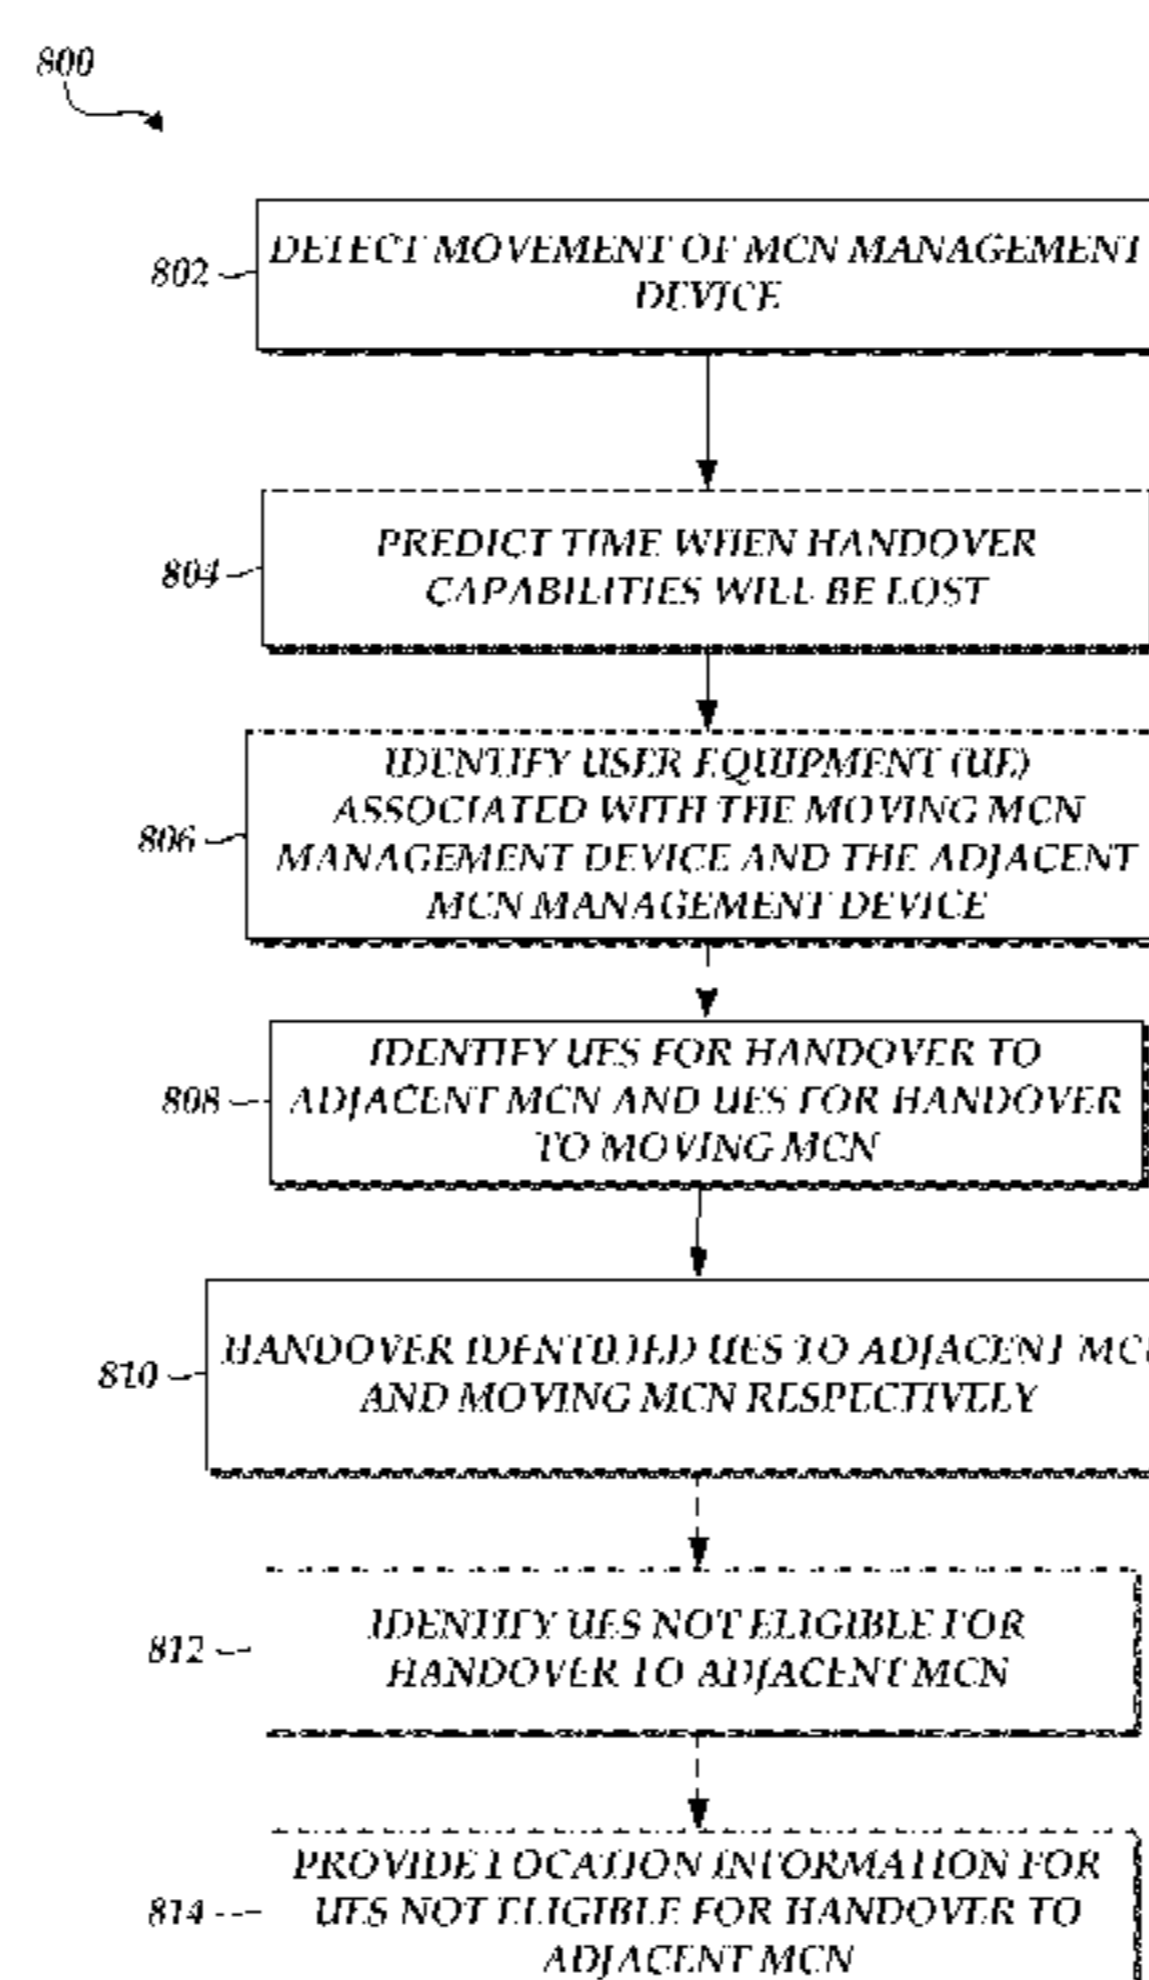 800
802
DETECT MOVEMENT OF MCN MANAGEMENT
DEVICE
804
PREDICT TIME WHEN HANDOVER
CAPABILITIES WILL BE LOST
806
IDENTIFY USER EQUIPMENT (UE)
ASSOCIATED WITH THE MOVING MCN
MANAGEMENT DEVICE AND THE ADJACENT
MCN MANAGEMENT DEVICE
808
IDENTIFY UES FOR HANDOVER TO
ADJACENT MCN AND UES FOR HANDOVER
TO MOVING MCN
810
HANDOVER IDENTIFIED UES TO ADJACENT MC
AND MOVING MCN RESPECTIVELY
812
IDENTIFY UES NOT ELIGIBLE FOR
HANDOVER TO ADJACENT MCN
814
PROVIDE LOCATION INFORMATION FOR
UES NOT ELIGIBLE FOR HANDOVER TO
ADJACENT MCN